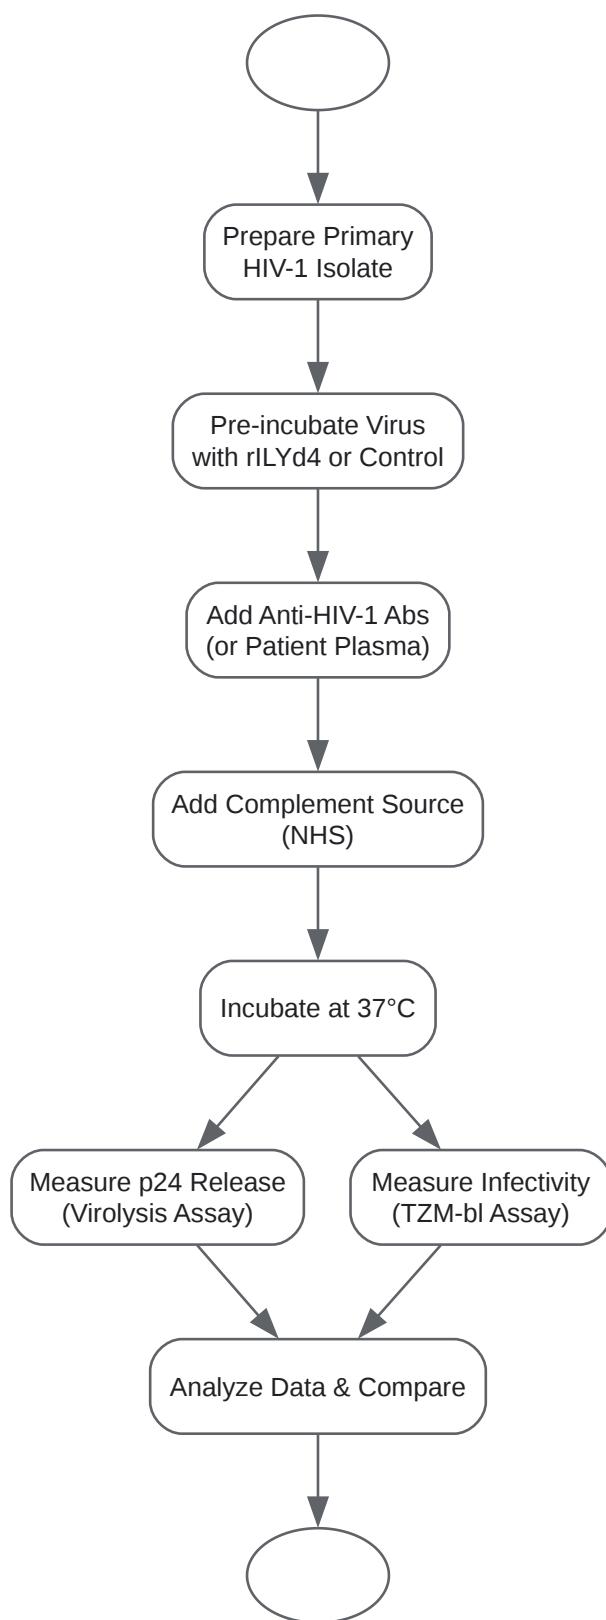 Prepare Primary
HIV-1 Isolate
Pre-incubate Virus
with rILYd4 or Control
Add Anti-HIV-1 Abs
(or Patient Plasma)
Add Complement Source
(NHS)
Incubate at 37°C
Measure p24 Release
(Virolysis Assay)
Measure Infectivity
(TZM-bl Assay)
Analyze Data & Compare